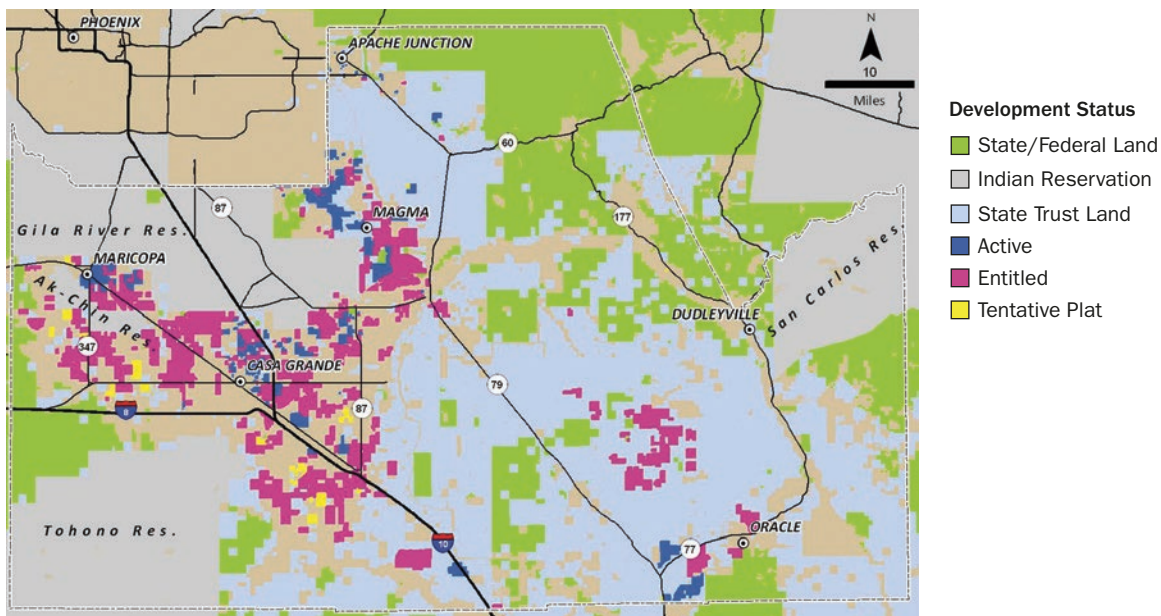 PHOENIX
APACHE JUNCTION
N
10
Miles
60
87
177
MAGMA
Gila River Res.
MARICOPA
Ak-Chin Res.
San Carlos Res.
DUDLEYVILLE
347
CASA GRANDE
79
8
87
Tohono Res.
10
77
ORACLE
Development Status
State/Federal Land
Indian Reservation
State Trust Land
Active
Entitled
Tentative Plat